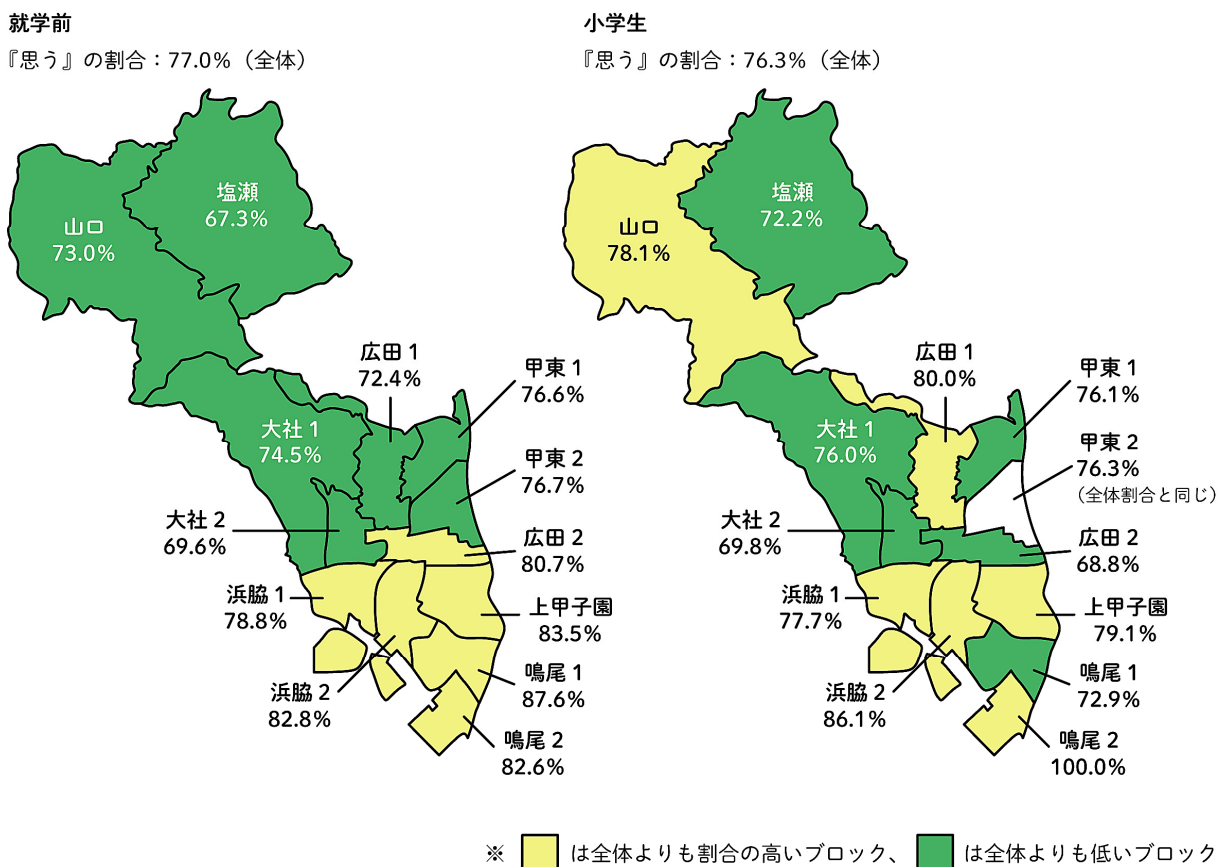 就学前
『思う』の割合：77.0%（全体）
塩瀬
67.3%
山口
73.0%
広田 1
72.4%
甲東 1
76.6%
大社 1
74.5%
甲東 2
76.7%
大社 2
69.6%
広田 2
80.7%
浜脇 1
78.8%
上甲子園
83.5%
鳴尾 1
87.6%
浜脇 2
82.8%
鳴尾 2
82.6%
小学生
『思う』の割合：76.3%（全体）
塩瀬
72.2%
山口
78.1%
広田 1
80.0%
甲東 1
76.1%
大社 1
76.0%
甲東 2
76.3%
（全体割合と同じ）
大社 2
69.8%
広田 2
68.8%
浜脇 1
77.7%
上甲子園
79.1%
鳴尾 1
72.9%
浜脇 2
86.1%
鳴尾 2
100.0%
※ は全体よりも割合の高いブロック、 は全体よりも低いブロック